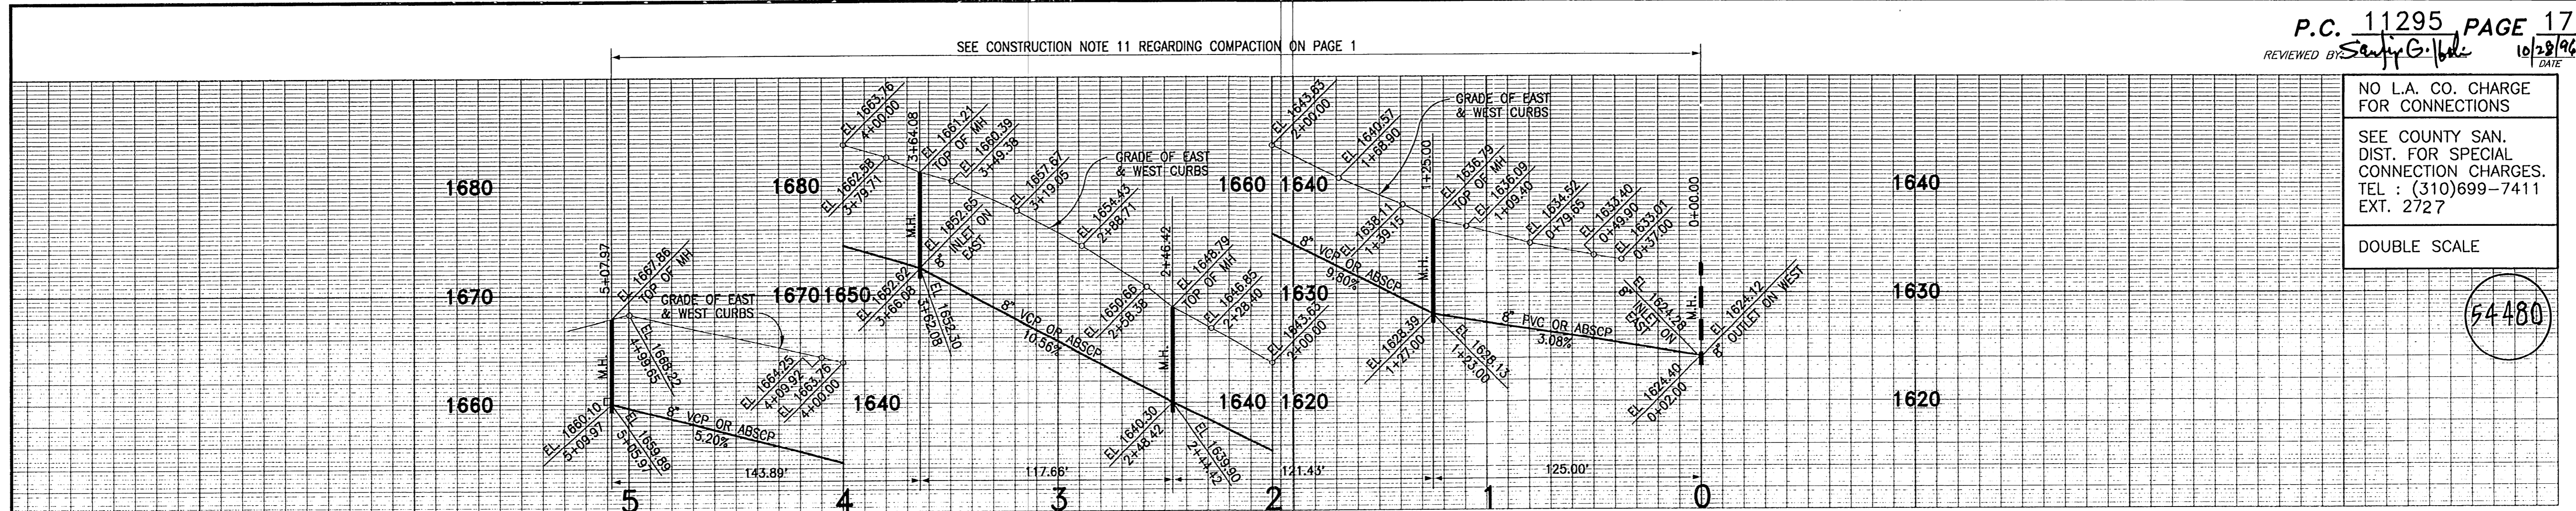 P.C. 11295 PAGE 17
REVIEWED BY:
10/28/96
DATE
SEE CONSTRUCTION NOTE 11 REGARDING COMPACTION ON PAGE 1
NO L.A. CO. CHARGE
FOR CONNECTIONS
SEE COUNTY SAN.
DIST. FOR SPECIAL
CONNECTION CHARGES.
TEL : (310)699-7411
EXT. 2727
DOUBLE SCALE
54480
1680
1670
1660
5+07.97
M.H.
EL 1667.86
TOP OF MH
GRADE OF EAST
& WEST CURBS
EL 1668.22
4+99.65
EL 1664.25
4+09.92
EL 1663.76
4+00.00
EL 1660.10
5+09.97
EL 1659.89
5+05.97
8" VCP OR ABSCP
5.20%
143.89'
1680
1670
1650
1640
EL 1663.76
4+00.00
EL 1662.58
3+79.71
3+64.08
M.H.
EL 1661.21
TOP OF MH
EL 1660.39
3+49.38
EL 1657.67
3+19.05
GRADE OF EAST
& WEST CURBS
EL 1654.43
2+88.71
EL 1652.65
8" INLET ON
EAST
EL 1652.62
3+66.08
EL 1652.30
3+62.08
8" VCP OR ABSCP
10.56%
EL 1650.66
2+58.38
2+46.42
M.H.
EL 1648.79
TOP OF MH
EL 1646.85
2+28.40
EL 1643.63
2+00.00
EL 1640.30
2+48.42
EL 1639.90
2+44.42
117.66'
1660
1640
1640
1630
1620
EL 1643.63
2+00.00
EL 1640.57
1+68.90
GRADE OF EAST
& WEST CURBS
8" VCP OR ABSCP
9.80%
EL 1638.11
1+39.15
1+25.00
M.H.
EL 1636.79
TOP OF MH
EL 1636.09
1+09.40
EL 1634.52
0+79.65
EL 1633.40
0+49.90
EL 1633.01
0+37.00
0+00.00
M.H.
EL 1628.39
1+27.00
EL 1628.13
1+23.00
8" PVC OR ABSCP
3.08%
EL 1624.28
8" INLET ON
EAST
EL 1624.12
8" OUTLET ON WEST
EL 1624.40
0+02.00
121.43'
125.00'
1640
1630
1620
5
4
3
2
1
0